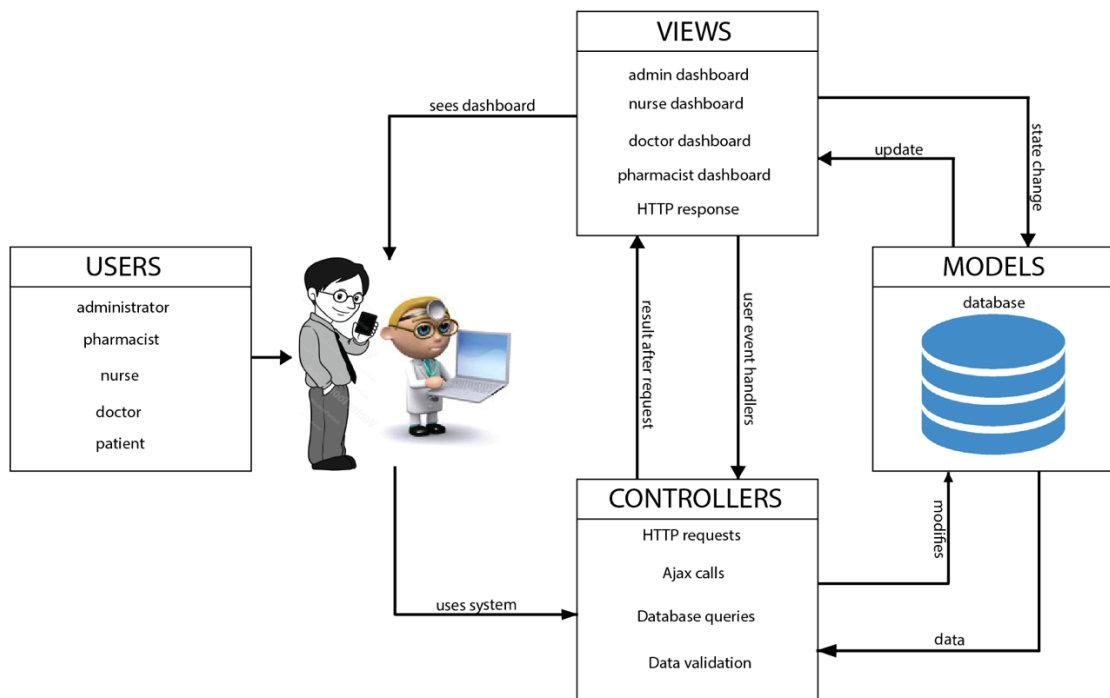 VIEWS
admin dashboard
nurse dashboard
doctor dashboard
pharmacist dashboard
HTTP response
sees dashboard
state change
update
USERS
administrator
pharmacist
nurse
doctor
patient
MODELS
database
result after request
user event handlers
CONTROLLERS
HTTP requests
Ajax calls
Database queries
Data validation
modifies
uses system
data